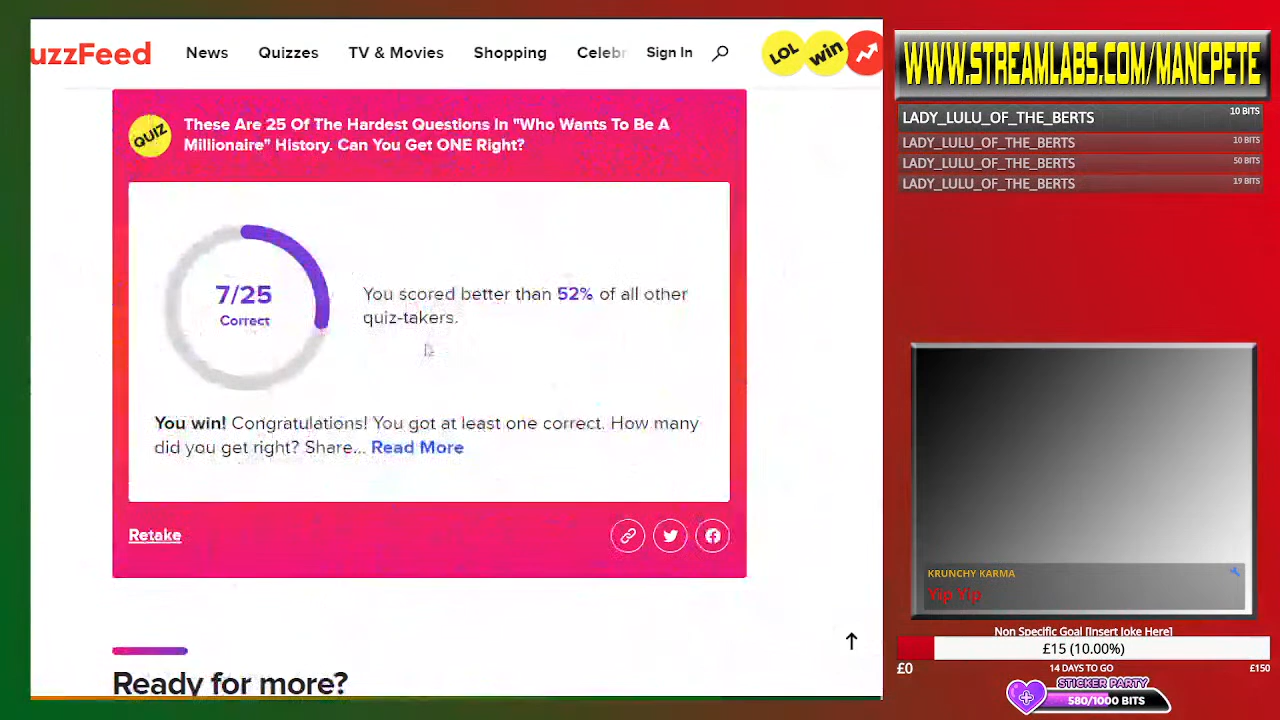 uzzFeed
News
Quizzes
TV & Movies
Shopping
Celebr
Sign In
LOL
win
QUIZ
These Are 25 Of The Hardest Questions In "Who Wants To Be A
Millionaire" History. Can You Get ONE Right?
7/25
Correct
You scored better than 52% of all other
quiz-takers.
You win! Congratulations! You got at least one correct. How many
did you get right? Share... Read More
Retake
Ready for more?
WWW.STREAMLABS.COM/MANCPETE
LADY_LULU_OF_THE_BERTS 10 BITS
LADY_LULU_OF_THE_BERTS 10 BITS
LADY_LULU_OF_THE_BERTS 50 BITS
LADY_LULU_OF_THE_BERTS 19 BITS
KRUNCHY KARMA
Yip Yip
Non Specific Goal [Insert Joke Here]
£15 (10.00%)
£0 14 DAYS TO GO £150
STICKER PARTY
580/1000 BITS